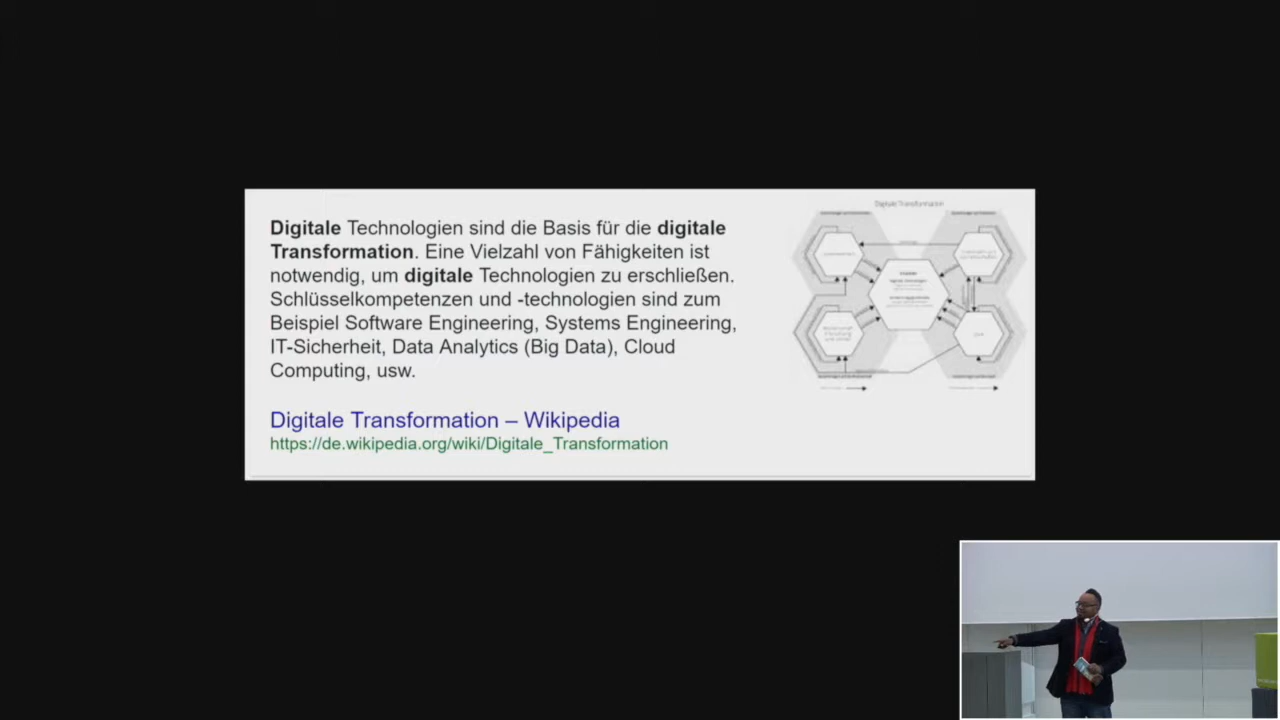 Digitale Technologien sind die Basis für die digitale
Transformation. Eine Vielzahl von Fähigkeiten ist
notwendig, um digitale Technologien zu erschließen.
Schlüsselkompetenzen und -technologien sind zum
Beispiel Software Engineering, Systems Engineering,
IT-Sicherheit, Data Analytics (Big Data), Cloud
Computing, usw.
Digitale Transformation – Wikipedia
https://de.wikipedia.org/wiki/Digitale_Transformation
Digitale Transformation